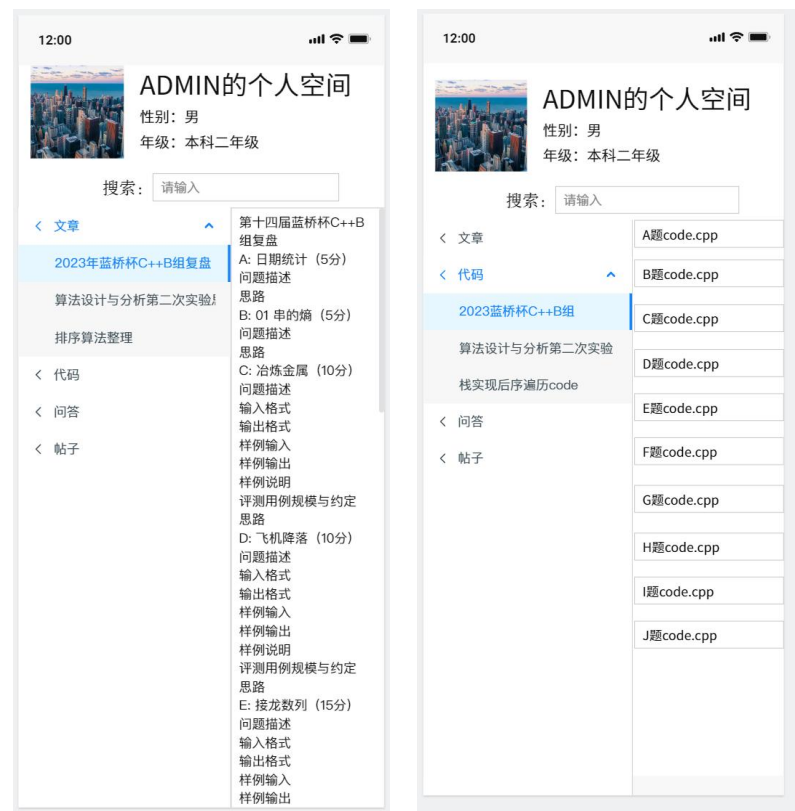 12:00
ADMIN的个人空间
性别：男
年级：本科二年级
搜索：
请输入
文章
2023年蓝桥杯C++B组复盘
算法设计与分析第二次实验
排序算法整理
代码
问答
帖子
第十四届蓝桥杯C++B
组复盘
A: 日期统计（5分）
问题描述
思路
B: 01 串的熵（5分）
问题描述
思路
C: 冶炼金属（10分）
问题描述
输入格式
输出格式
样例输入
样例输出
样例说明
评测用例规模与约定
思路
D: 飞机降落（10分）
问题描述
输入格式
输出格式
样例输入
样例输出
样例说明
评测用例规模与约定
思路
E: 接龙数列（15分）
问题描述
输入格式
输出格式
样例输入
样例输出
12:00
ADMIN的个人空间
性别：男
年级：本科二年级
搜索：
请输入
文章
代码
2023蓝桥杯C++B组
算法设计与分析第二次实验
栈实现后序遍历code
问答
帖子
A题code.cpp
B题code.cpp
C题code.cpp
D题code.cpp
E题code.cpp
F题code.cpp
G题code.cpp
H题code.cpp
I题code.cpp
J题code.cpp